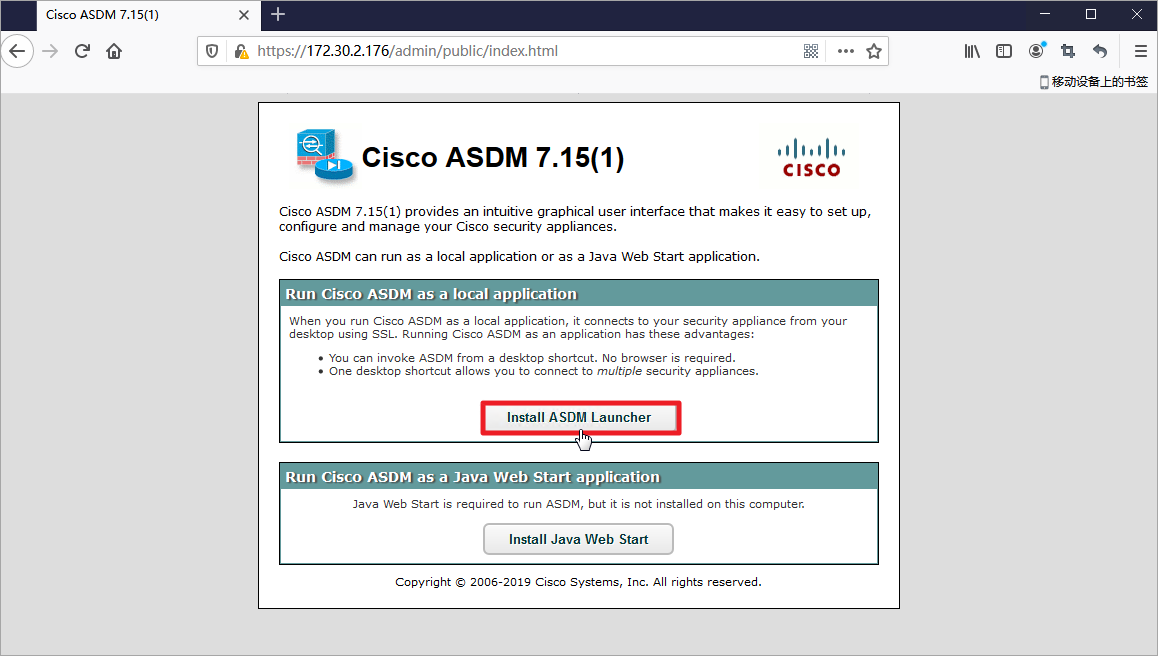 Cisco ASDM 7.15(1)
https://172.30.2.176/admin/public/index.html
移动设备上的书签
Cisco ASDM 7.15(1)
CISCO
Cisco ASDM 7.15(1) provides an intuitive graphical user interface that makes it easy to set up,
configure and manage your Cisco security appliances.
Cisco ASDM can run as a local application or as a Java Web Start application.
Run Cisco ASDM as a local application
When you run Cisco ASDM as a local application, it connects to your security appliance from your
desktop using SSL. Running Cisco ASDM as an application has these advantages:
• You can invoke ASDM from a desktop shortcut. No browser is required.
• One desktop shortcut allows you to connect to multiple security appliances.
Install ASDM Launcher
Run Cisco ASDM as a Java Web Start application
Java Web Start is required to run ASDM, but it is not installed on this computer.
Install Java Web Start
Copyright © 2006-2019 Cisco Systems, Inc. All rights reserved.